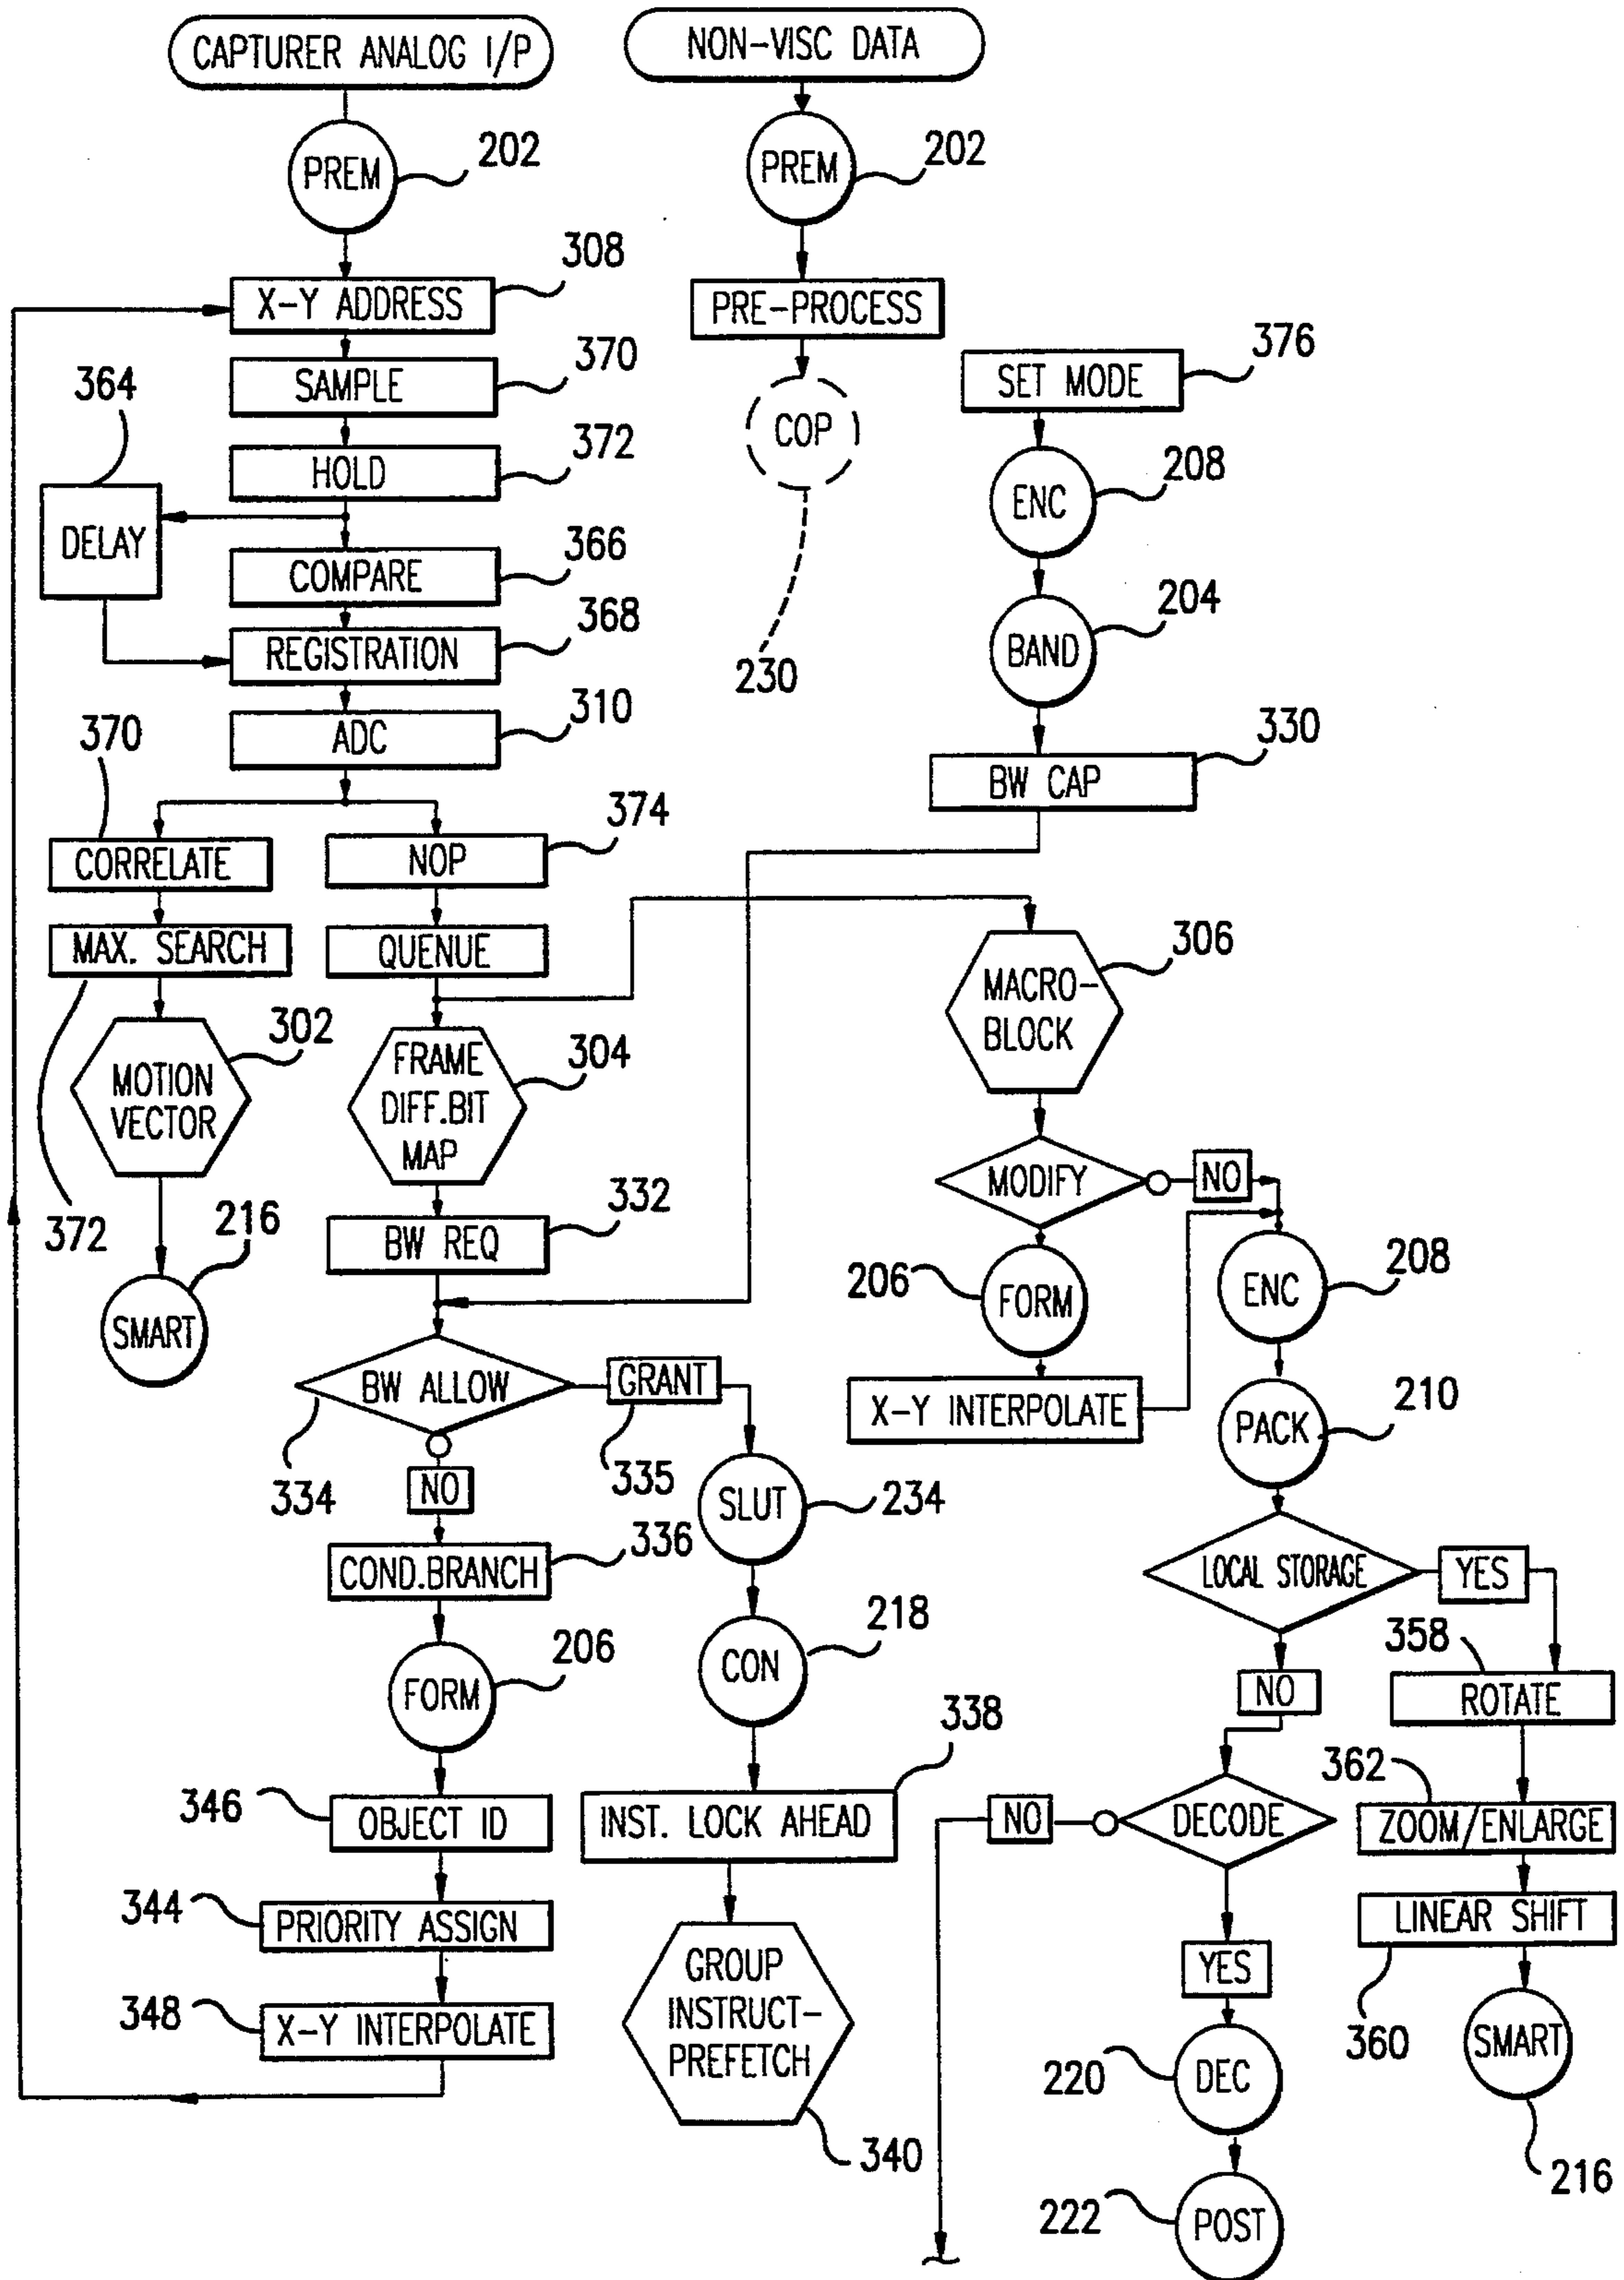 CAPTURER ANALOG I/P
PREM
202
X-Y ADDRESS
308
SAMPLE
370
HOLD
372
364
DELAY
COMPARE
366
REGISTRATION
368
ADC
310
370
CORRELATE
MAX. SEARCH
372
302
MOTION
VECTOR
216
SMART
NOP
374
QUENUE
FRAME
DIFF.BIT
MAP
304
BW REQ
332
BW ALLOW
334
GRANT
335
NO
COND.BRANCH
336
FORM
206
OBJECT ID
346
PRIORITY ASSIGN
344
X-Y INTERPOLATE
348
SLUT
234
CON
218
338
INST. LOCK AHEAD
GROUP
INSTRUCT-
PREFETCH
340
NON-VISC DATA
PREM
202
PRE-PROCESS
COP
230
SET MODE
376
ENC
208
BAND
204
BW CAP
330
MACRO-
BLOCK
306
MODIFY
NO
206
FORM
X-Y INTERPOLATE
ENC
208
PACK
210
LOCAL STORAGE
YES
NO
358
ROTATE
362
ZOOM/ENLARGE
LINEAR SHIFT
360
SMART
216
DECODE
NO
YES
220
DEC
222
POST